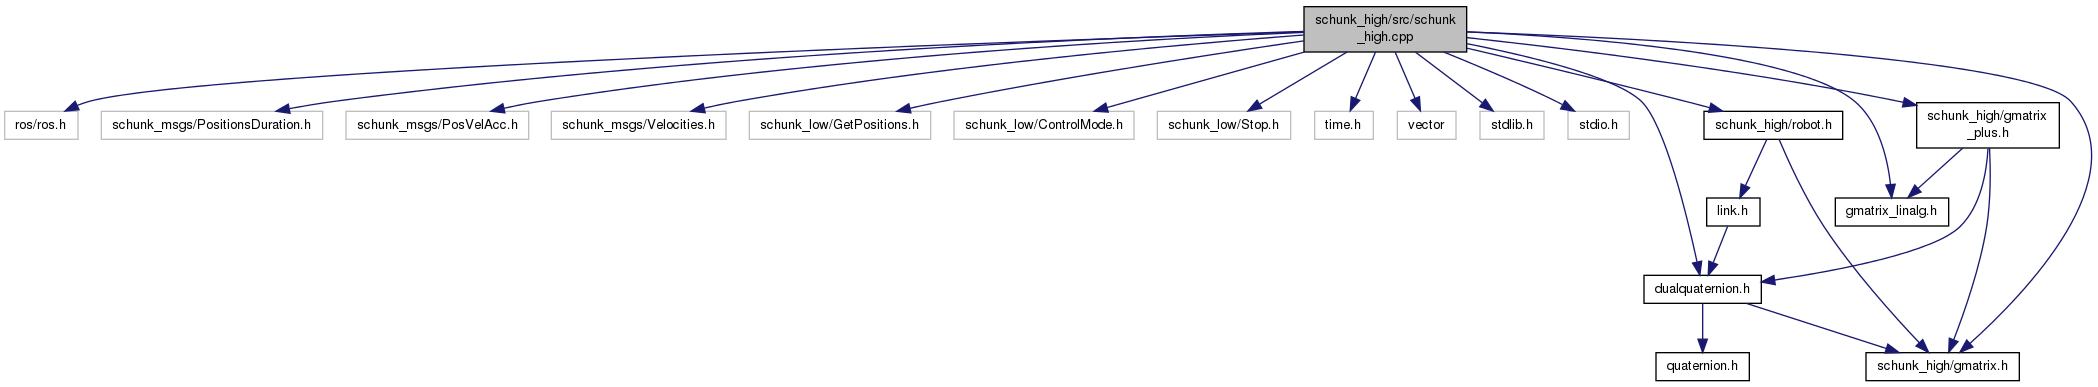 schunk_high/src/schunk
_high.cpp
ros/ros.h
schunk_msgs/PositionsDuration.h
schunk_msgs/PosVelAcc.h
schunk_msgs/Velocities.h
schunk_low/GetPositions.h
schunk_low/ControlMode.h
schunk_low/Stop.h
time.h
vector
stdlib.h
stdio.h
schunk_high/robot.h
schunk_high/gmatrix
_plus.h
link.h
gmatrix_linalg.h
dualquaternion.h
quaternion.h
schunk_high/gmatrix.h